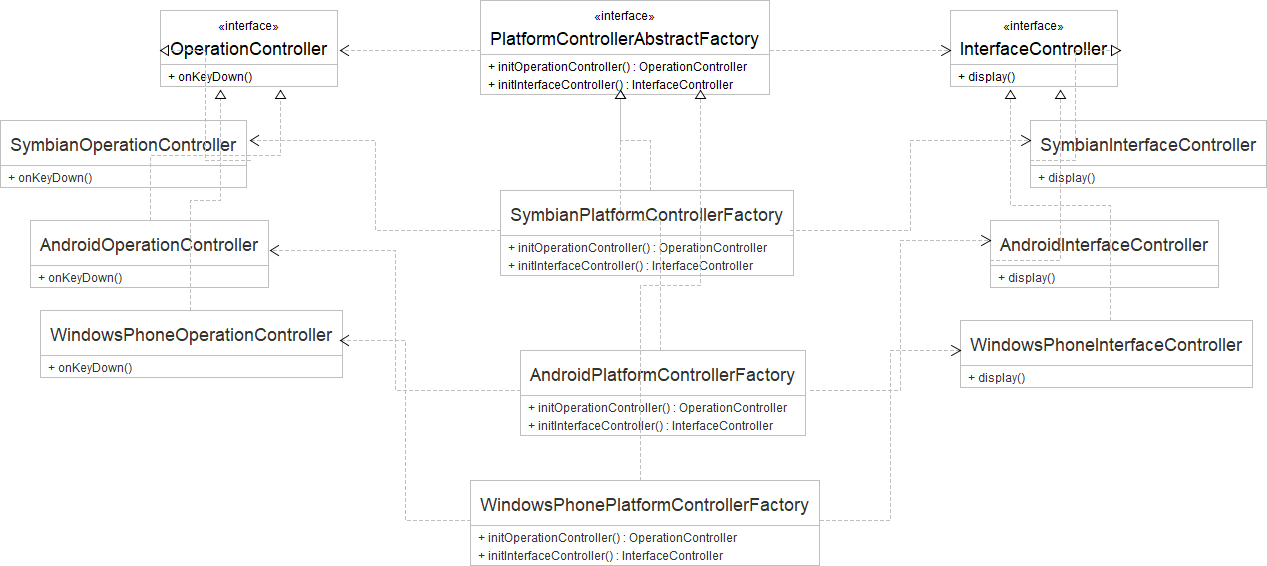 «interface»
OperationController
+ onKeyDown()
«interface»
PlatformControllerAbstractFactory
+ initOperationController() : OperationController
+ initInterfaceController() : InterfaceController
«interface»
InterfaceController
+ display()
SymbianOperationController
+ onKeyDown()
SymbianInterfaceController
+ display()
SymbianPlatformControllerFactory
+ initOperationController() : OperationController
+ initInterfaceController() : InterfaceController
AndroidOperationController
+ onKeyDown()
AndroidInterfaceController
+ display()
WindowsPhoneOperationController
+ onKeyDown()
WindowsPhoneInterfaceController
+ display()
AndroidPlatformControllerFactory
+ initOperationController() : OperationController
+ initInterfaceController() : InterfaceController
WindowsPhonePlatformControllerFactory
+ initOperationController() : OperationController
+ initInterfaceController() : InterfaceController